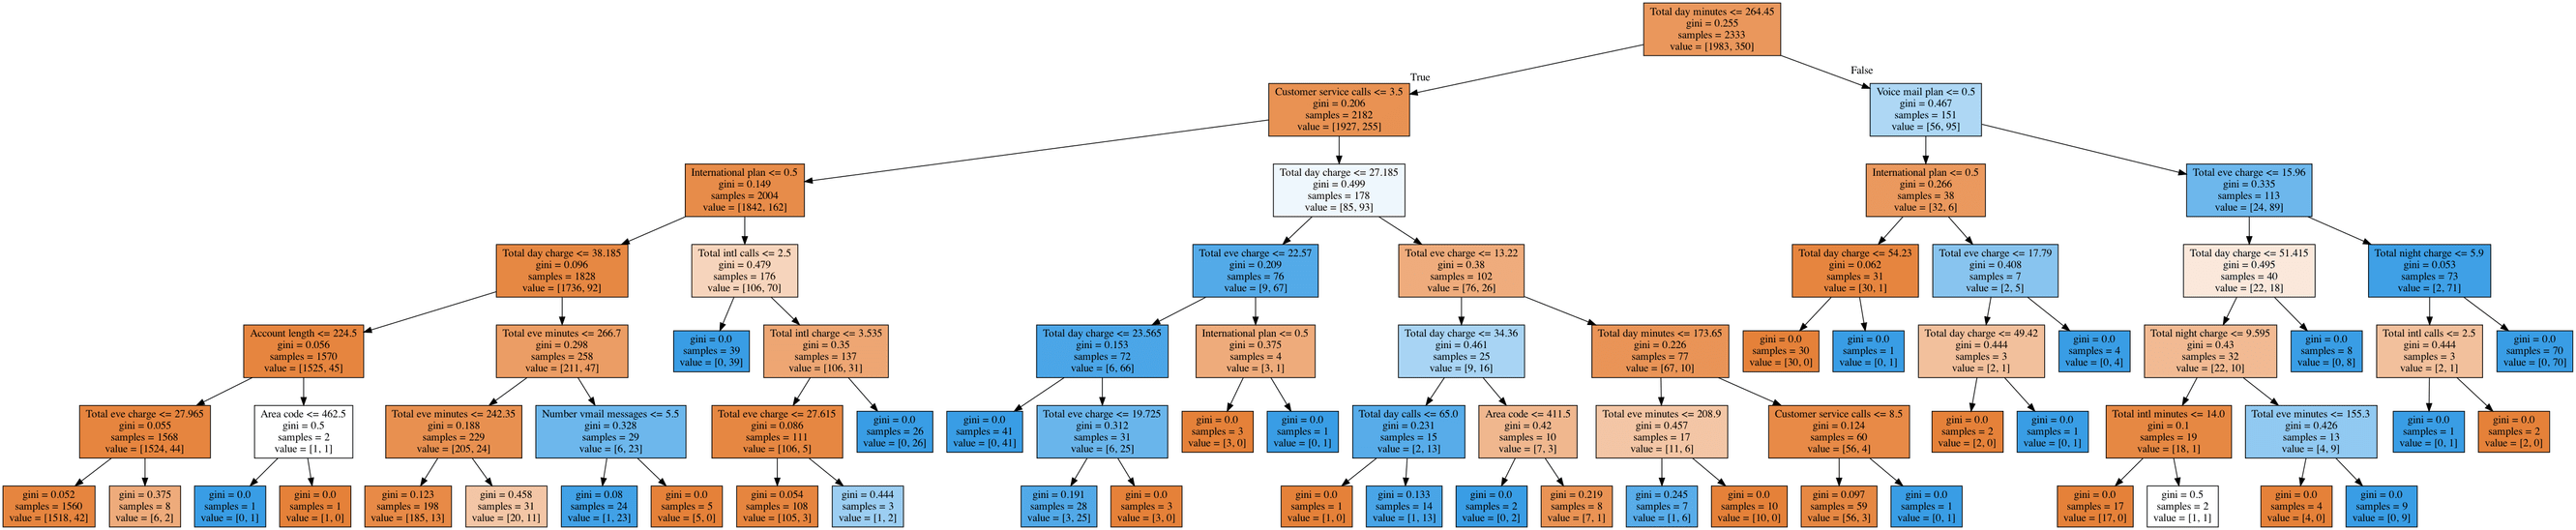 Total day minutes <= 264.45
gini = 0.255
samples = 2333
value = [1983, 350]
True
False
Customer service calls <= 3.5
gini = 0.206
samples = 2182
value = [1927, 255]
Voice mail plan <= 0.5
gini = 0.467
samples = 151
value = [56, 95]
International plan <= 0.5
gini = 0.149
samples = 2004
value = [1842, 162]
Total day charge <= 27.185
gini = 0.499
samples = 178
value = [85, 93]
International plan <= 0.5
gini = 0.266
samples = 38
value = [32, 6]
Total eve charge <= 15.96
gini = 0.335
samples = 113
value = [24, 89]
Total day charge <= 38.185
gini = 0.096
samples = 1828
value = [1736, 92]
Total intl calls <= 2.5
gini = 0.479
samples = 176
value = [106, 70]
Total eve charge <= 22.57
gini = 0.209
samples = 76
value = [9, 67]
Total eve charge <= 13.22
gini = 0.38
samples = 102
value = [76, 26]
Total day charge <= 54.23
gini = 0.062
samples = 31
value = [30, 1]
Total eve charge <= 17.79
gini = 0.408
samples = 7
value = [2, 5]
Total day charge <= 51.415
gini = 0.495
samples = 40
value = [22, 18]
Total night charge <= 5.9
gini = 0.053
samples = 73
value = [2, 71]
Account length <= 224.5
gini = 0.056
samples = 1570
value = [1525, 45]
Total eve minutes <= 266.7
gini = 0.298
samples = 258
value = [211, 47]
gini = 0.0
samples = 39
value = [0, 39]
Total intl charge <= 3.535
gini = 0.35
samples = 137
value = [106, 31]
Total day charge <= 23.565
gini = 0.153
samples = 72
value = [6, 66]
International plan <= 0.5
gini = 0.375
samples = 4
value = [3, 1]
Total day charge <= 34.36
gini = 0.461
samples = 25
value = [9, 16]
Total day minutes <= 173.65
gini = 0.226
samples = 77
value = [67, 10]
gini = 0.0
samples = 30
value = [30, 0]
gini = 0.0
samples = 1
value = [0, 1]
Total day charge <= 49.42
gini = 0.444
samples = 3
value = [2, 1]
gini = 0.0
samples = 4
value = [0, 4]
Total night charge <= 9.595
gini = 0.43
samples = 32
value = [22, 10]
gini = 0.0
samples = 8
value = [0, 8]
Total intl calls <= 2.5
gini = 0.444
samples = 3
value = [2, 1]
gini = 0.0
samples = 70
value = [0, 70]
Total eve charge <= 27.965
gini = 0.055
samples = 1568
value = [1524, 44]
Area code <= 462.5
gini = 0.5
samples = 2
value = [1, 1]
Total eve minutes <= 242.35
gini = 0.188
samples = 229
value = [205, 24]
Number vmail messages <= 5.5
gini = 0.328
samples = 29
value = [6, 23]
Total eve charge <= 27.615
gini = 0.086
samples = 111
value = [106, 5]
gini = 0.0
samples = 26
value = [0, 26]
gini = 0.0
samples = 41
value = [0, 41]
Total eve charge <= 19.725
gini = 0.312
samples = 31
value = [6, 25]
gini = 0.0
samples = 3
value = [3, 0]
gini = 0.0
samples = 1
value = [0, 1]
Total day calls <= 65.0
gini = 0.231
samples = 15
value = [2, 13]
Area code <= 411.5
gini = 0.42
samples = 10
value = [7, 3]
Total eve minutes <= 208.9
gini = 0.457
samples = 17
value = [11, 6]
Customer service calls <= 8.5
gini = 0.124
samples = 60
value = [56, 4]
gini = 0.0
samples = 2
value = [2, 0]
gini = 0.0
samples = 1
value = [0, 1]
Total intl minutes <= 14.0
gini = 0.1
samples = 19
value = [18, 1]
Total eve minutes <= 155.3
gini = 0.426
samples = 13
value = [4, 9]
gini = 0.0
samples = 1
value = [0, 1]
gini = 0.0
samples = 2
value = [2, 0]
gini = 0.052
samples = 1560
value = [1518, 42]
gini = 0.375
samples = 8
value = [6, 2]
gini = 0.0
samples = 1
value = [0, 1]
gini = 0.0
samples = 1
value = [1, 0]
gini = 0.123
samples = 198
value = [185, 13]
gini = 0.458
samples = 31
value = [20, 11]
gini = 0.08
samples = 24
value = [1, 23]
gini = 0.0
samples = 5
value = [5, 0]
gini = 0.054
samples = 108
value = [105, 3]
gini = 0.444
samples = 3
value = [1, 2]
gini = 0.191
samples = 28
value = [3, 25]
gini = 0.0
samples = 3
value = [3, 0]
gini = 0.0
samples = 1
value = [1, 0]
gini = 0.133
samples = 14
value = [1, 13]
gini = 0.0
samples = 2
value = [0, 2]
gini = 0.219
samples = 8
value = [7, 1]
gini = 0.245
samples = 7
value = [1, 6]
gini = 0.0
samples = 10
value = [10, 0]
gini = 0.097
samples = 59
value = [56, 3]
gini = 0.0
samples = 1
value = [0, 1]
gini = 0.0
samples = 17
value = [17, 0]
gini = 0.5
samples = 2
value = [1, 1]
gini = 0.0
samples = 4
value = [4, 0]
gini = 0.0
samples = 9
value = [0, 9]